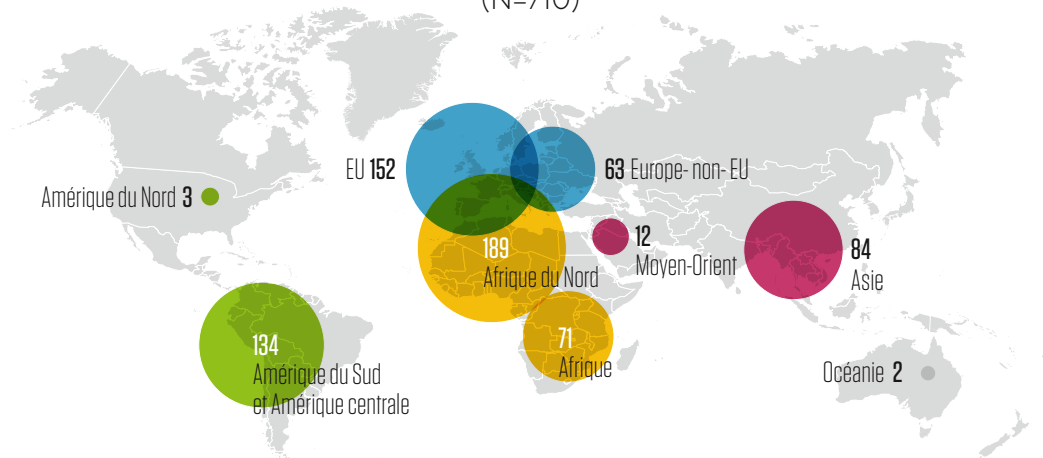 (N=710)
EU 152
63 Europe- non- EU
Amérique du Nord 3
189
Afrique du Nord
12
Moyen-Orient
84
Asie
134
Amérique du Sud
et Amérique centrale
71
Afrique
Océanie 2